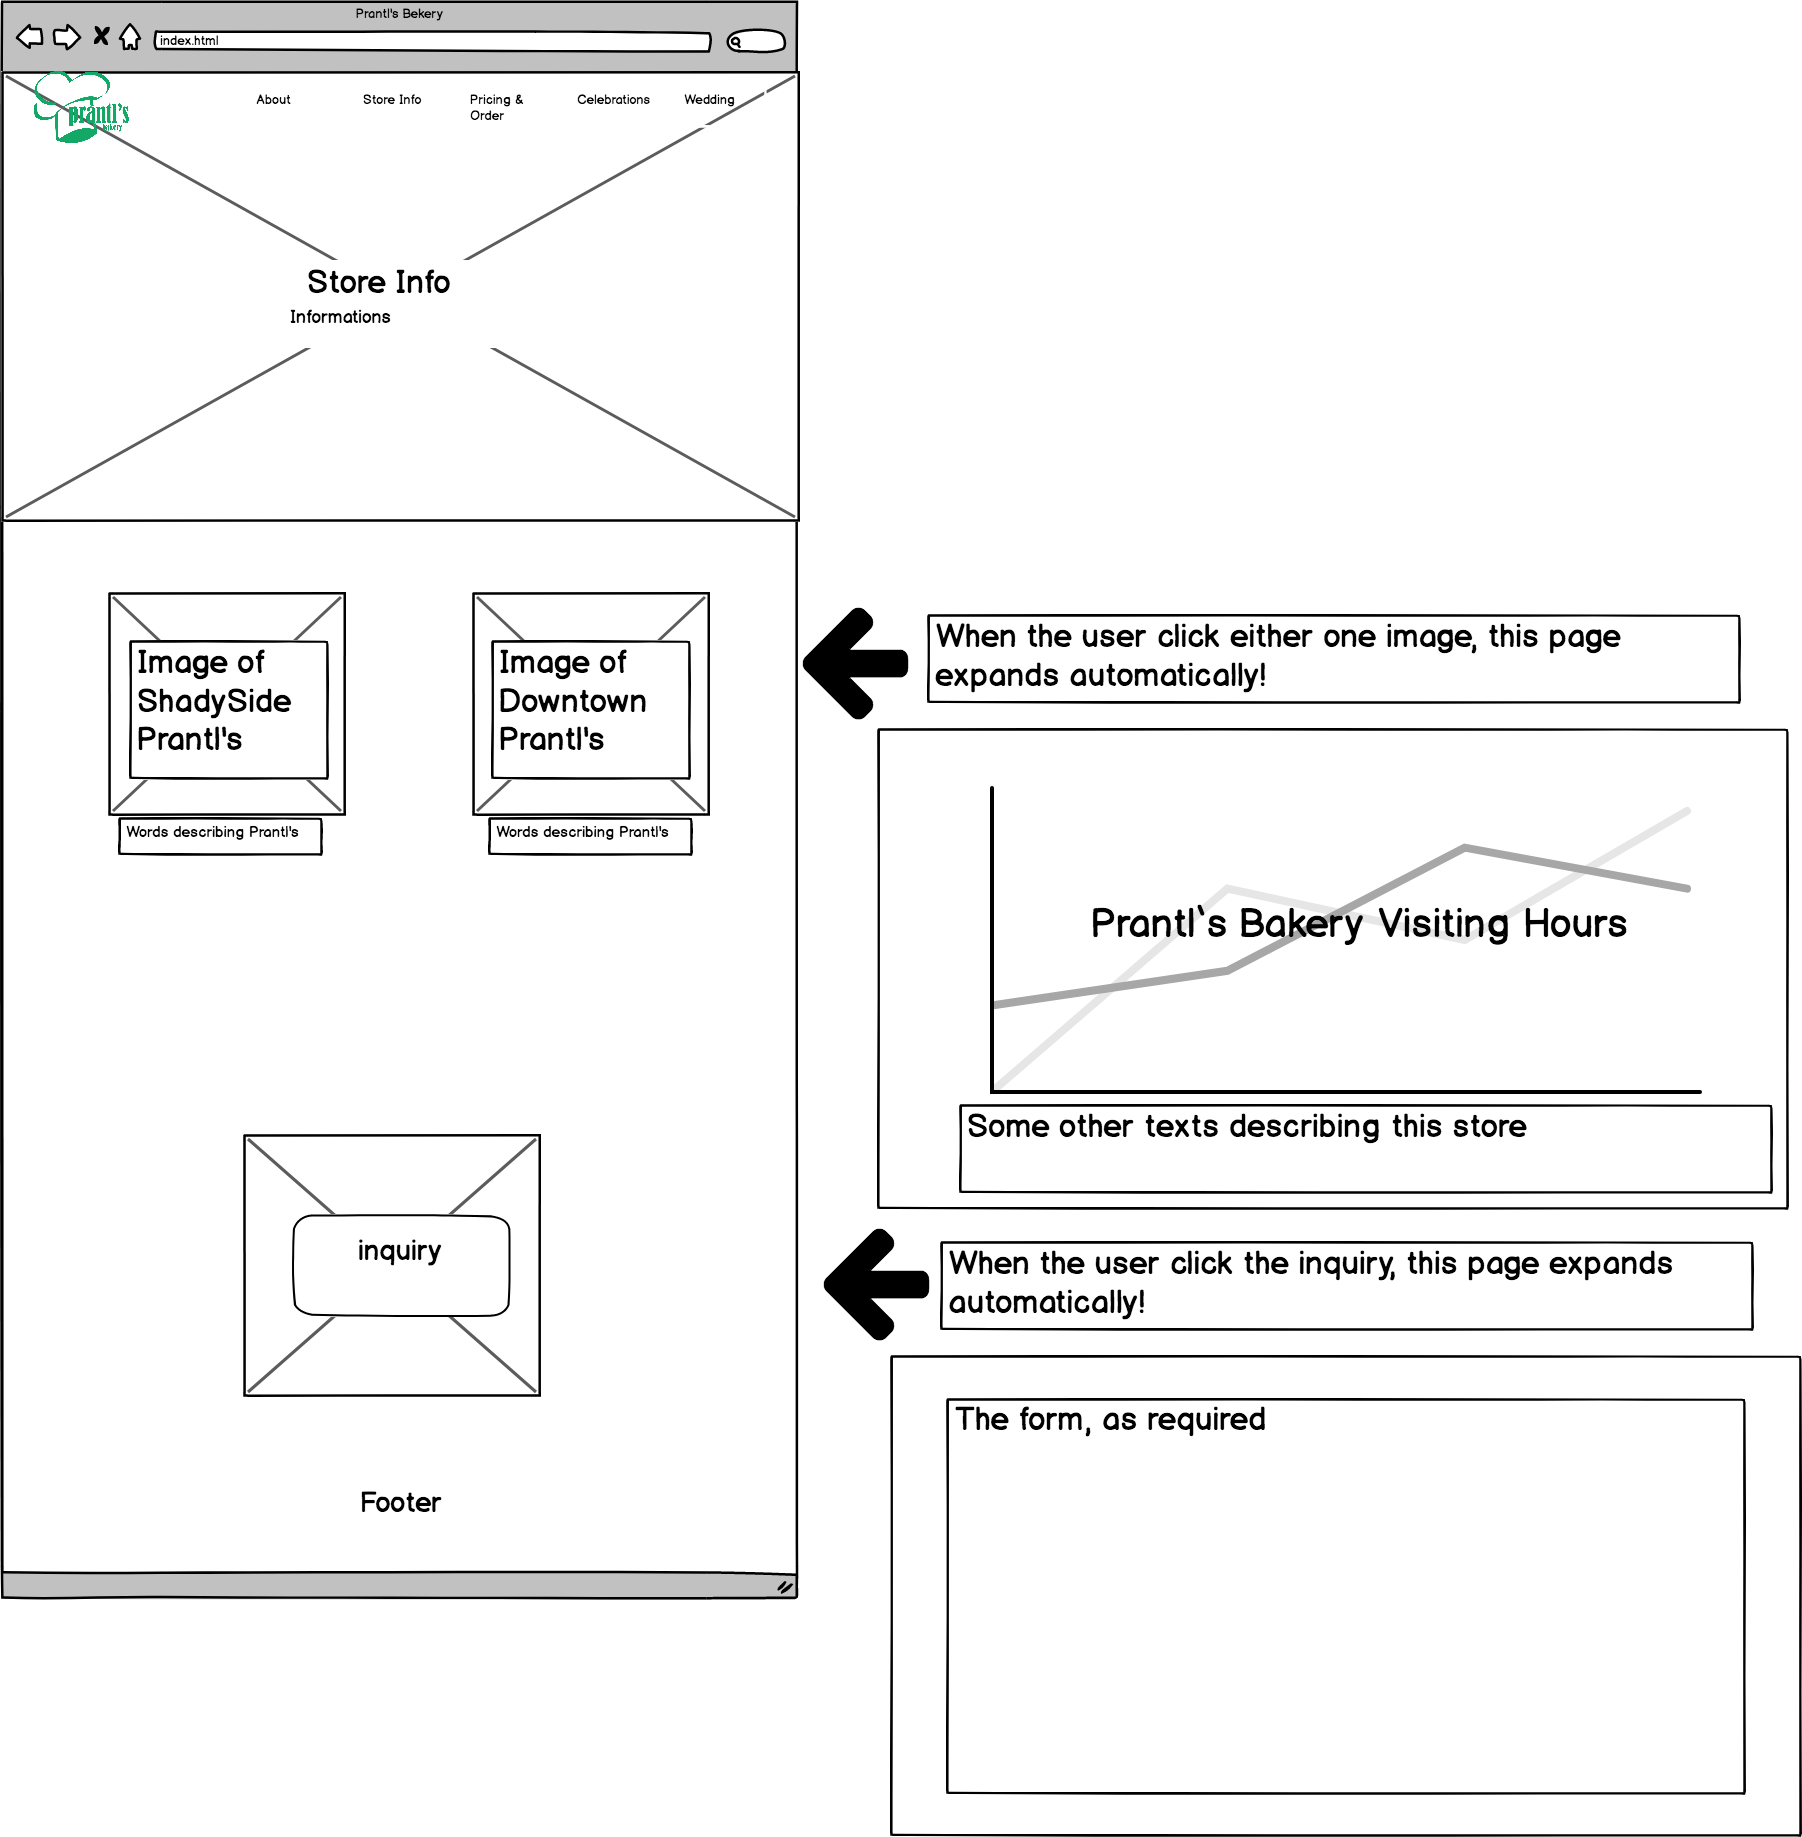 Prantl's Bekery
index.html
prantl's
bakery
About
Store Info
Pricing &
Order
Celebrations
Wedding
Store Info
Informations
Image of
ShadySide
Prantl's
Image of
Downtown
Prantl's
Words describing Prantl's
Words describing Prantl's
When the user click either one image, this page
expands automatically!
Prantl`s Bakery Visiting Hours
Some other texts describing this store
inquiry
When the user click the inquiry, this page expands
automatically!
The form, as required
Footer